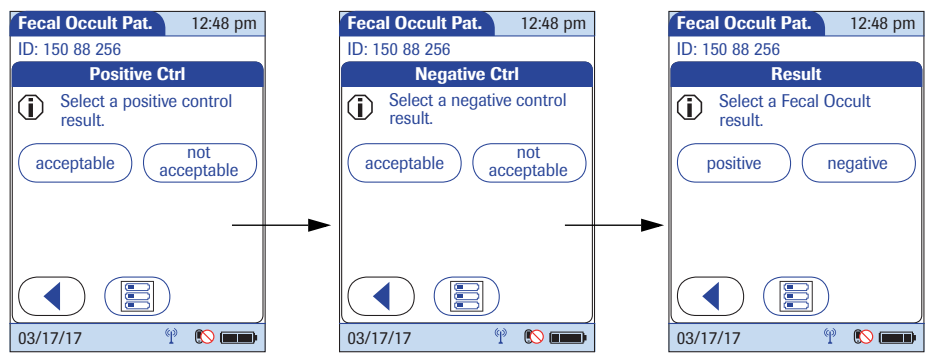 Fecal Occult Pat. 12:48 pm
ID: 150 88 256
Positive Ctrl
Select a positive control
result.
acceptable
not
acceptable
03/17/17
Fecal Occult Pat. 12:48 pm
ID: 150 88 256
Negative Ctrl
Select a negative control
result.
acceptable
not
acceptable
03/17/17
Fecal Occult Pat. 12:48 pm
ID: 150 88 256
Result
Select a Fecal Occult
result.
positive
negative
03/17/17